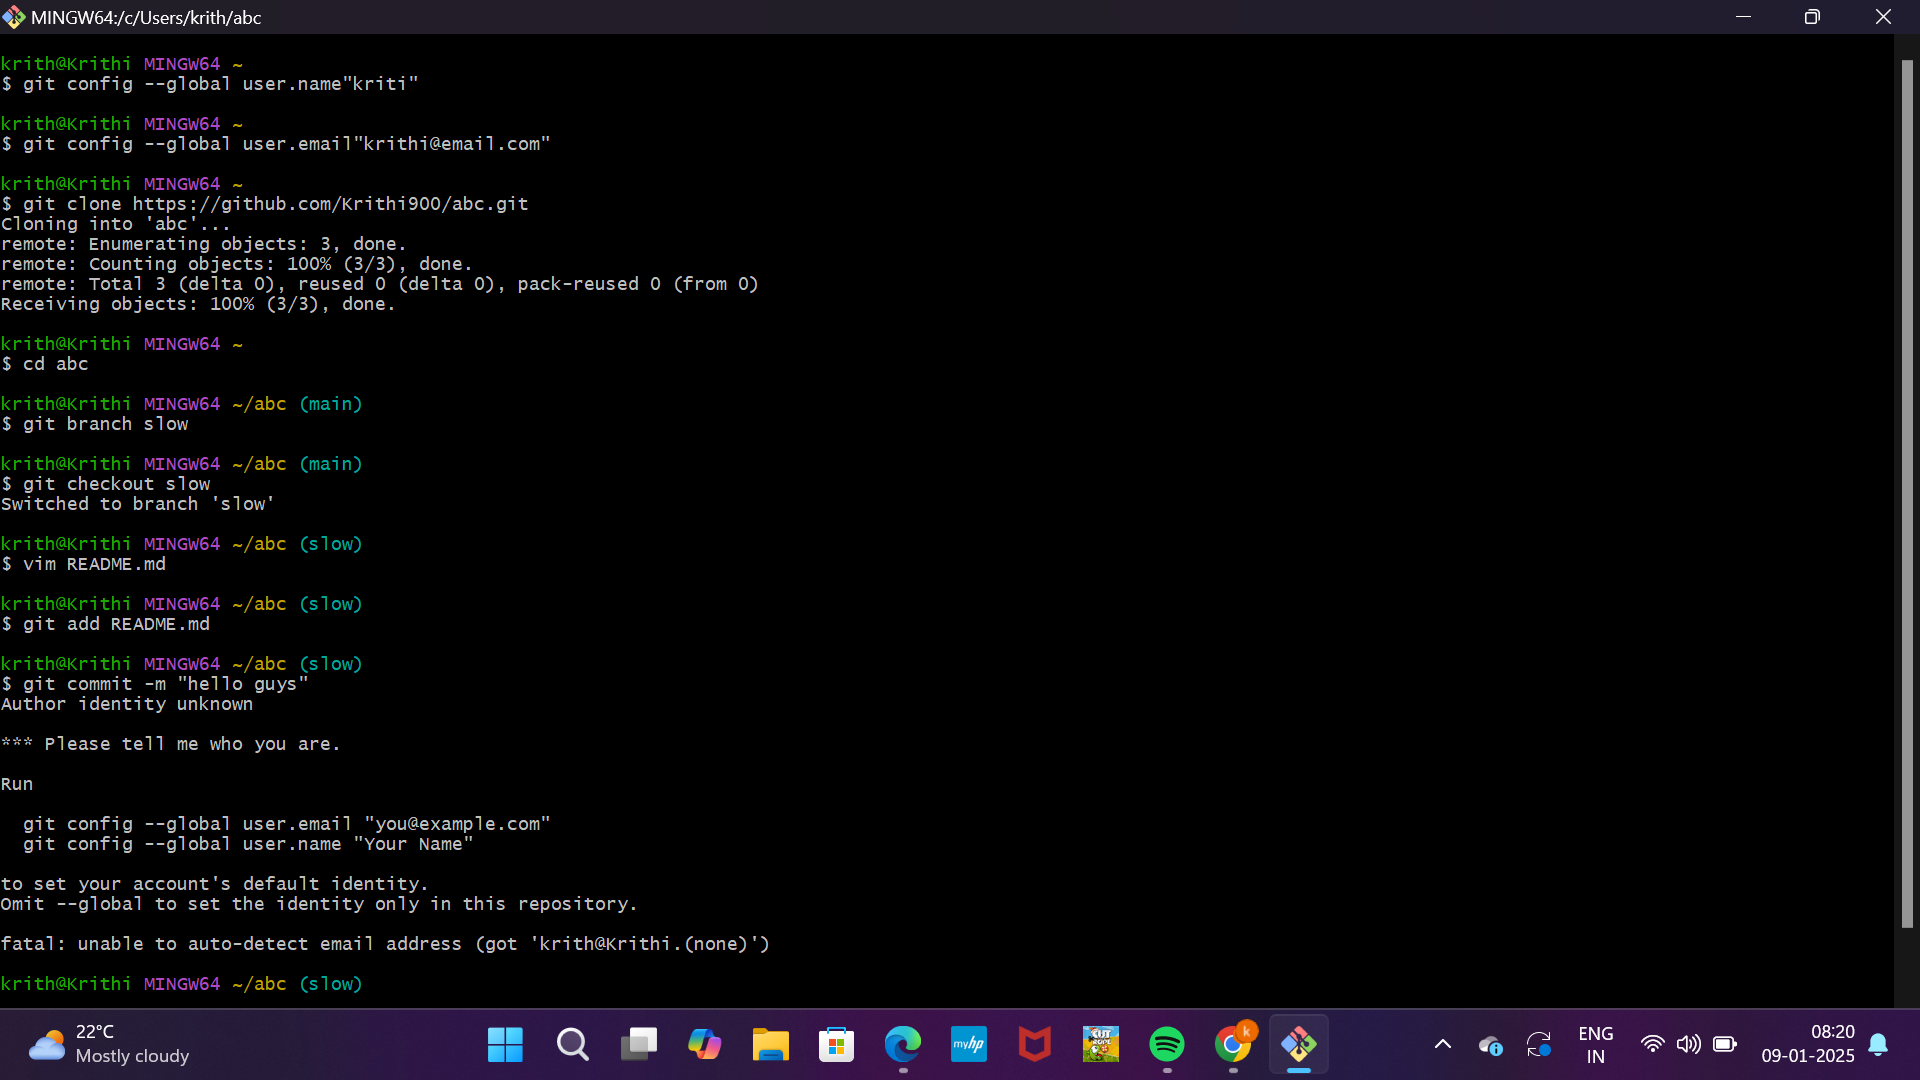 MINGW64:/c/Users/krith/abc
krith@Krithi MINGW64 ~
$ git config --global user.name"kriti"
krith@Krithi MINGW64 ~
$ git config --global user.email"krithi@email.com"
krith@Krithi MINGW64 ~
$ git clone https://github.com/Krithi900/abc.git
Cloning into 'abc'...
remote: Enumerating objects: 3, done.
remote: Counting objects: 100% (3/3), done.
remote: Total 3 (delta 0), reused 0 (delta 0), pack-reused 0 (from 0)
Receiving objects: 100% (3/3), done.
krith@Krithi MINGW64 ~
$ cd abc
krith@Krithi MINGW64 ~/abc (main)
$ git branch slow
krith@Krithi MINGW64 ~/abc (main)
$ git checkout slow
Switched to branch 'slow'
krith@Krithi MINGW64 ~/abc (slow)
$ vim README.md
krith@Krithi MINGW64 ~/abc (slow)
$ git add README.md
krith@Krithi MINGW64 ~/abc (slow)
$ git commit -m "hello guys"
Author identity unknown
*** Please tell me who you are.
Run
git config --global user.email "you@example.com"
git config --global user.name "Your Name"
to set your account's default identity.
Omit --global to set the identity only in this repository.
fatal: unable to auto-detect email address (got 'krith@Krithi.(none)')
krith@Krithi MINGW64 ~/abc (slow)
22°C
Mostly cloudy
myhp
CUT
ROPE
k
ENG
IN
08:20
09-01-2025